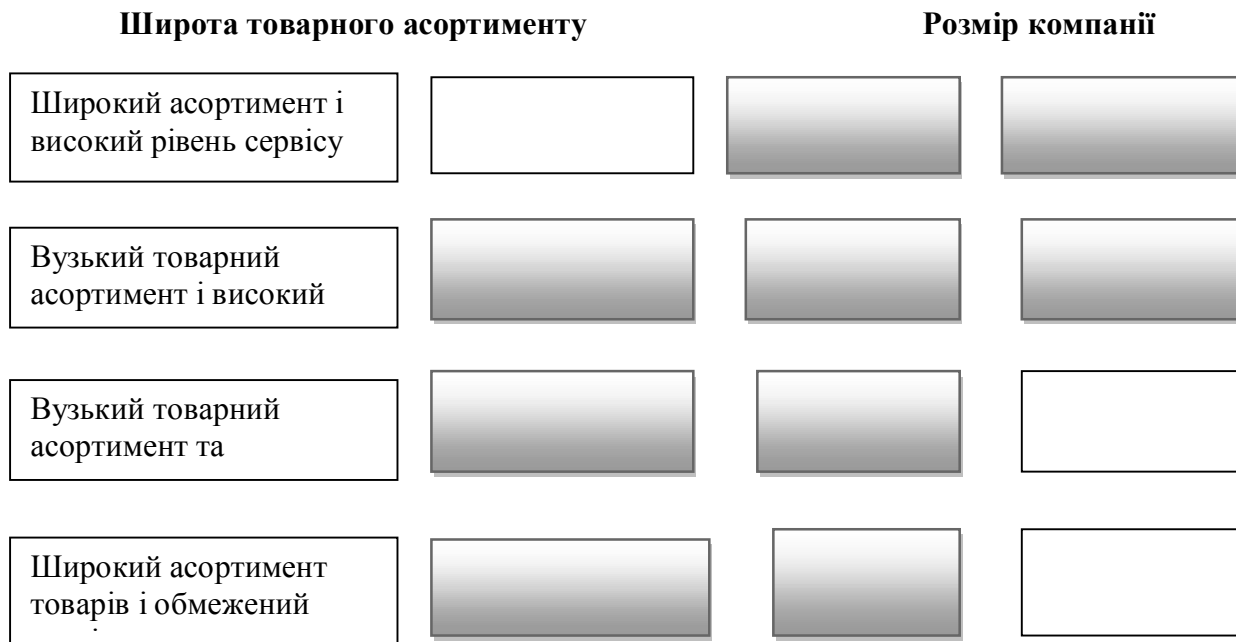 Широта товарного асортименту
Розмір компанії
Широкий асортимент і
високий рівень сервісу
Вузький товарний
асортимент і високий
Вузький товарний
асортимент та
Широкий асортимент
товарів і обмежений